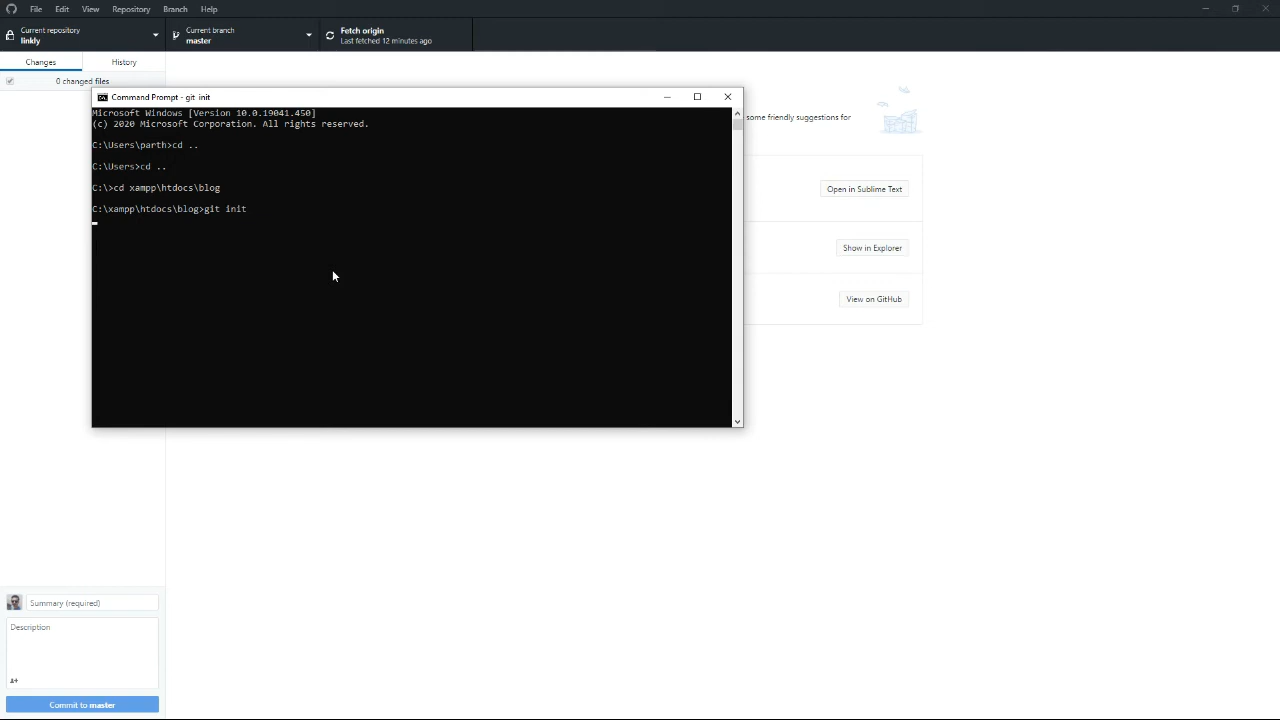 File Edit View Repository Branch Help
Current repository
linkly
Current branch
master
Fetch origin
Last fetched 12 minutes ago
Changes
History
0 changed files
Command Prompt - git init
Microsoft Windows [Version 10.0.19041.450]
(c) 2020 Microsoft Corporation. All rights reserved.
C:\Users\parth>cd ..
C:\Users>cd ..
C:\>cd xampp\htdocs\blog
C:\xampp\htdocs\blog>git init
some friendly suggestions for
Open in Sublime Text
Show in Explorer
View on GitHub
Summary (required)
Description
Commit to master